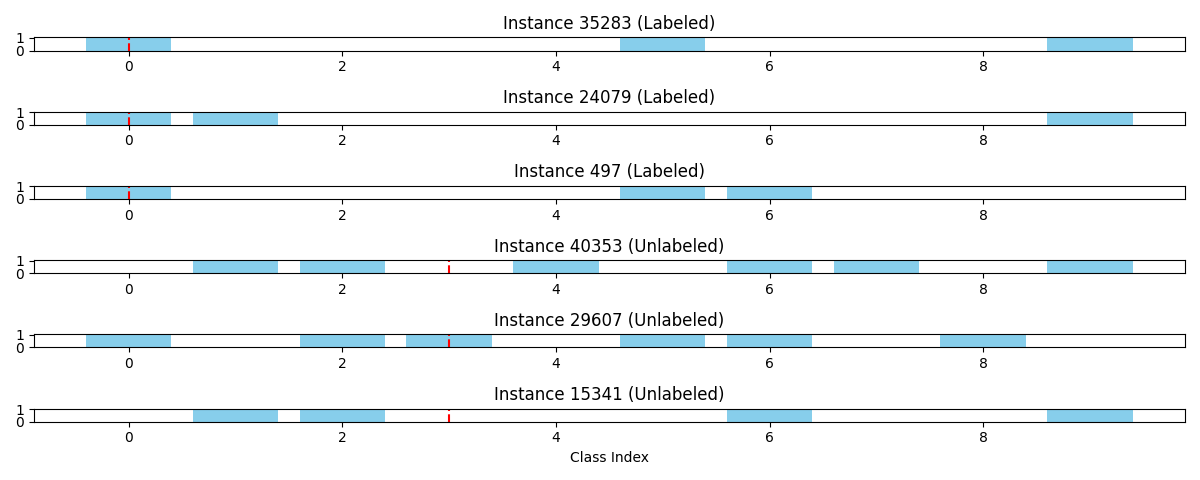 Instance 35283 (Labeled)
1
0
0 2 4 6 8
Instance 24079 (Labeled)
1
0
0 2 4 6 8
Instance 497 (Labeled)
1
0
0 2 4 6 8
Instance 40353 (Unlabeled)
1
0
0 2 4 6 8
Instance 29607 (Unlabeled)
1
0
0 2 4 6 8
Instance 15341 (Unlabeled)
1
0
0 2 4 6 8
Class Index